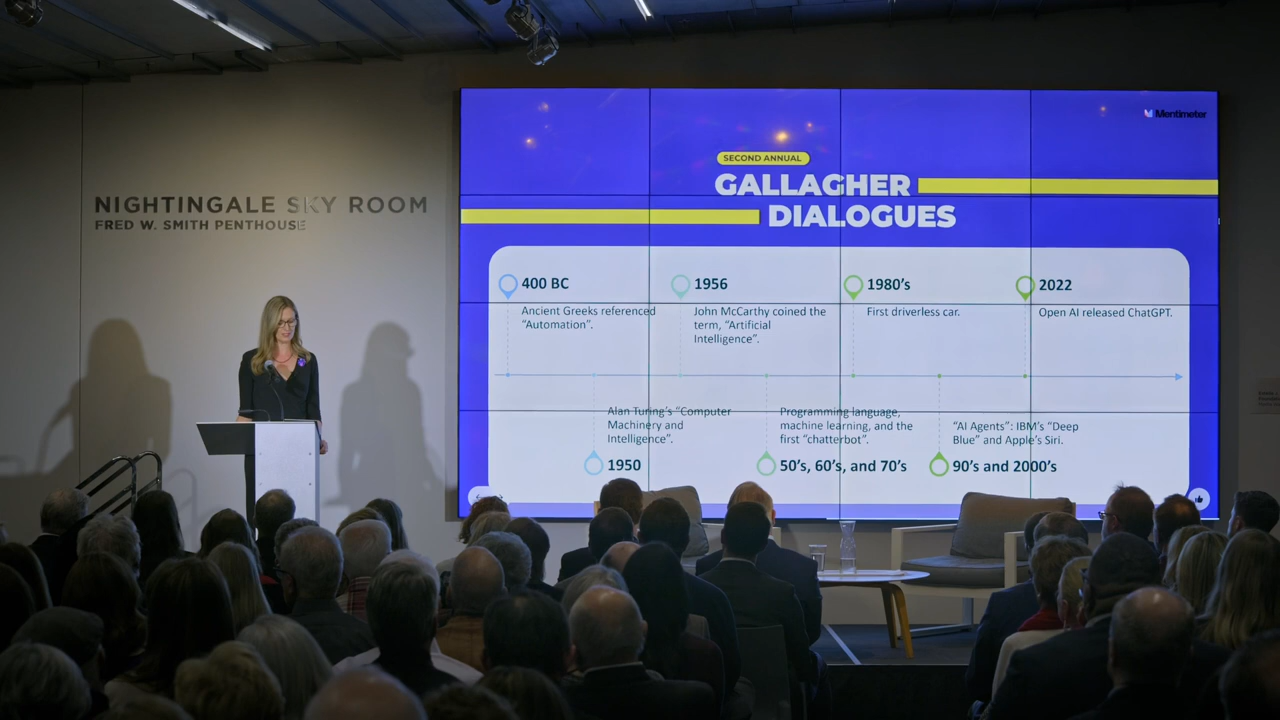 Mentimeter
SECOND ANNUAL
GALLAGHER
DIALOGUES
NIGHTINGALE SKY ROOM
FRED W. SMITH PENTHOUSE
400 BC
Ancient Greeks referenced
“Automation”.
1956
John McCarthy coined the
term, “Artificial
Intelligence”.
1980’s
First driverless car.
2022
Open AI released ChatGPT.
Alan Turing’s “Computer
Machinery and
Intelligence”.
1950
Programming language,
machine learning, and the
first “chatterbot”.
50’s, 60’s, and 70’s
“AI Agents”: IBM’s “Deep
Blue” and Apple’s Siri.
90’s and 2000’s